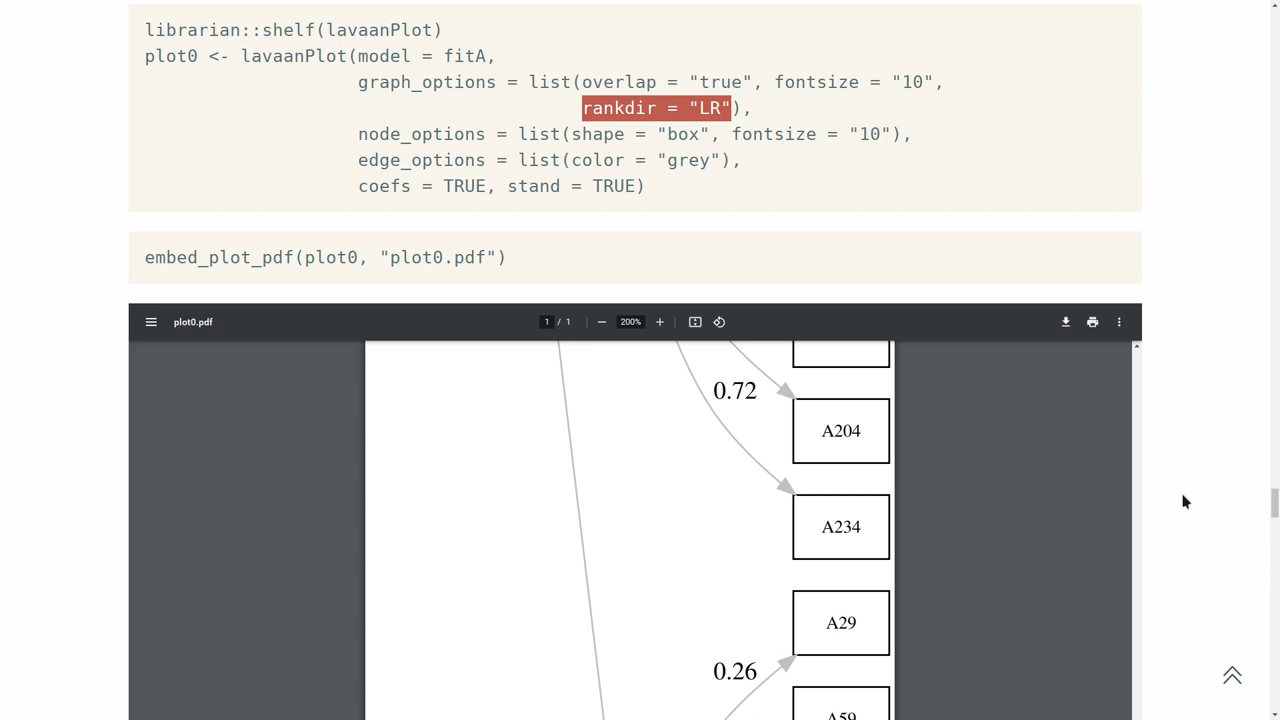 librarian::shelf(lavaanPlot)
plot0 <- lavaanPlot(model = fitA,
graph_options = list(overlap = "true", fontsize = "10",
rankdir = "LR"),
node_options = list(shape = "box", fontsize = "10"),
edge_options = list(color = "grey"),
coefs = TRUE, stand = TRUE)
embed_plot_pdf(plot0, "plot0.pdf")
plot0.pdf
1 / 1
200%
0.72
A204
A234
A29
0.26
A59